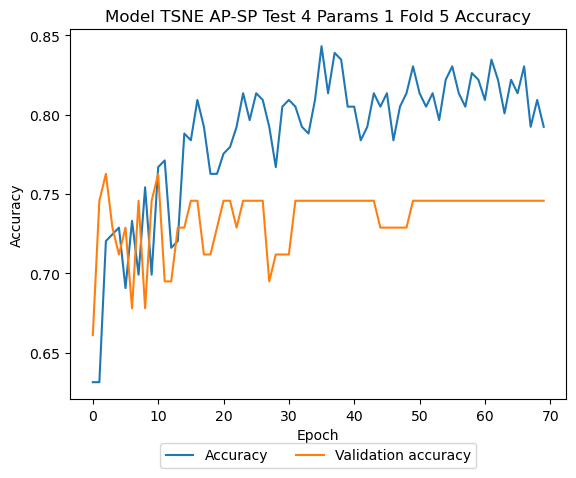 Model TSNE AP-SP Test 4 Params 1 Fold 5 Accuracy
0.85
0.80
0.75
0.70
0.65
Accuracy
0 10 20 30 40 50 60 70
Epoch
Accuracy Validation accuracy